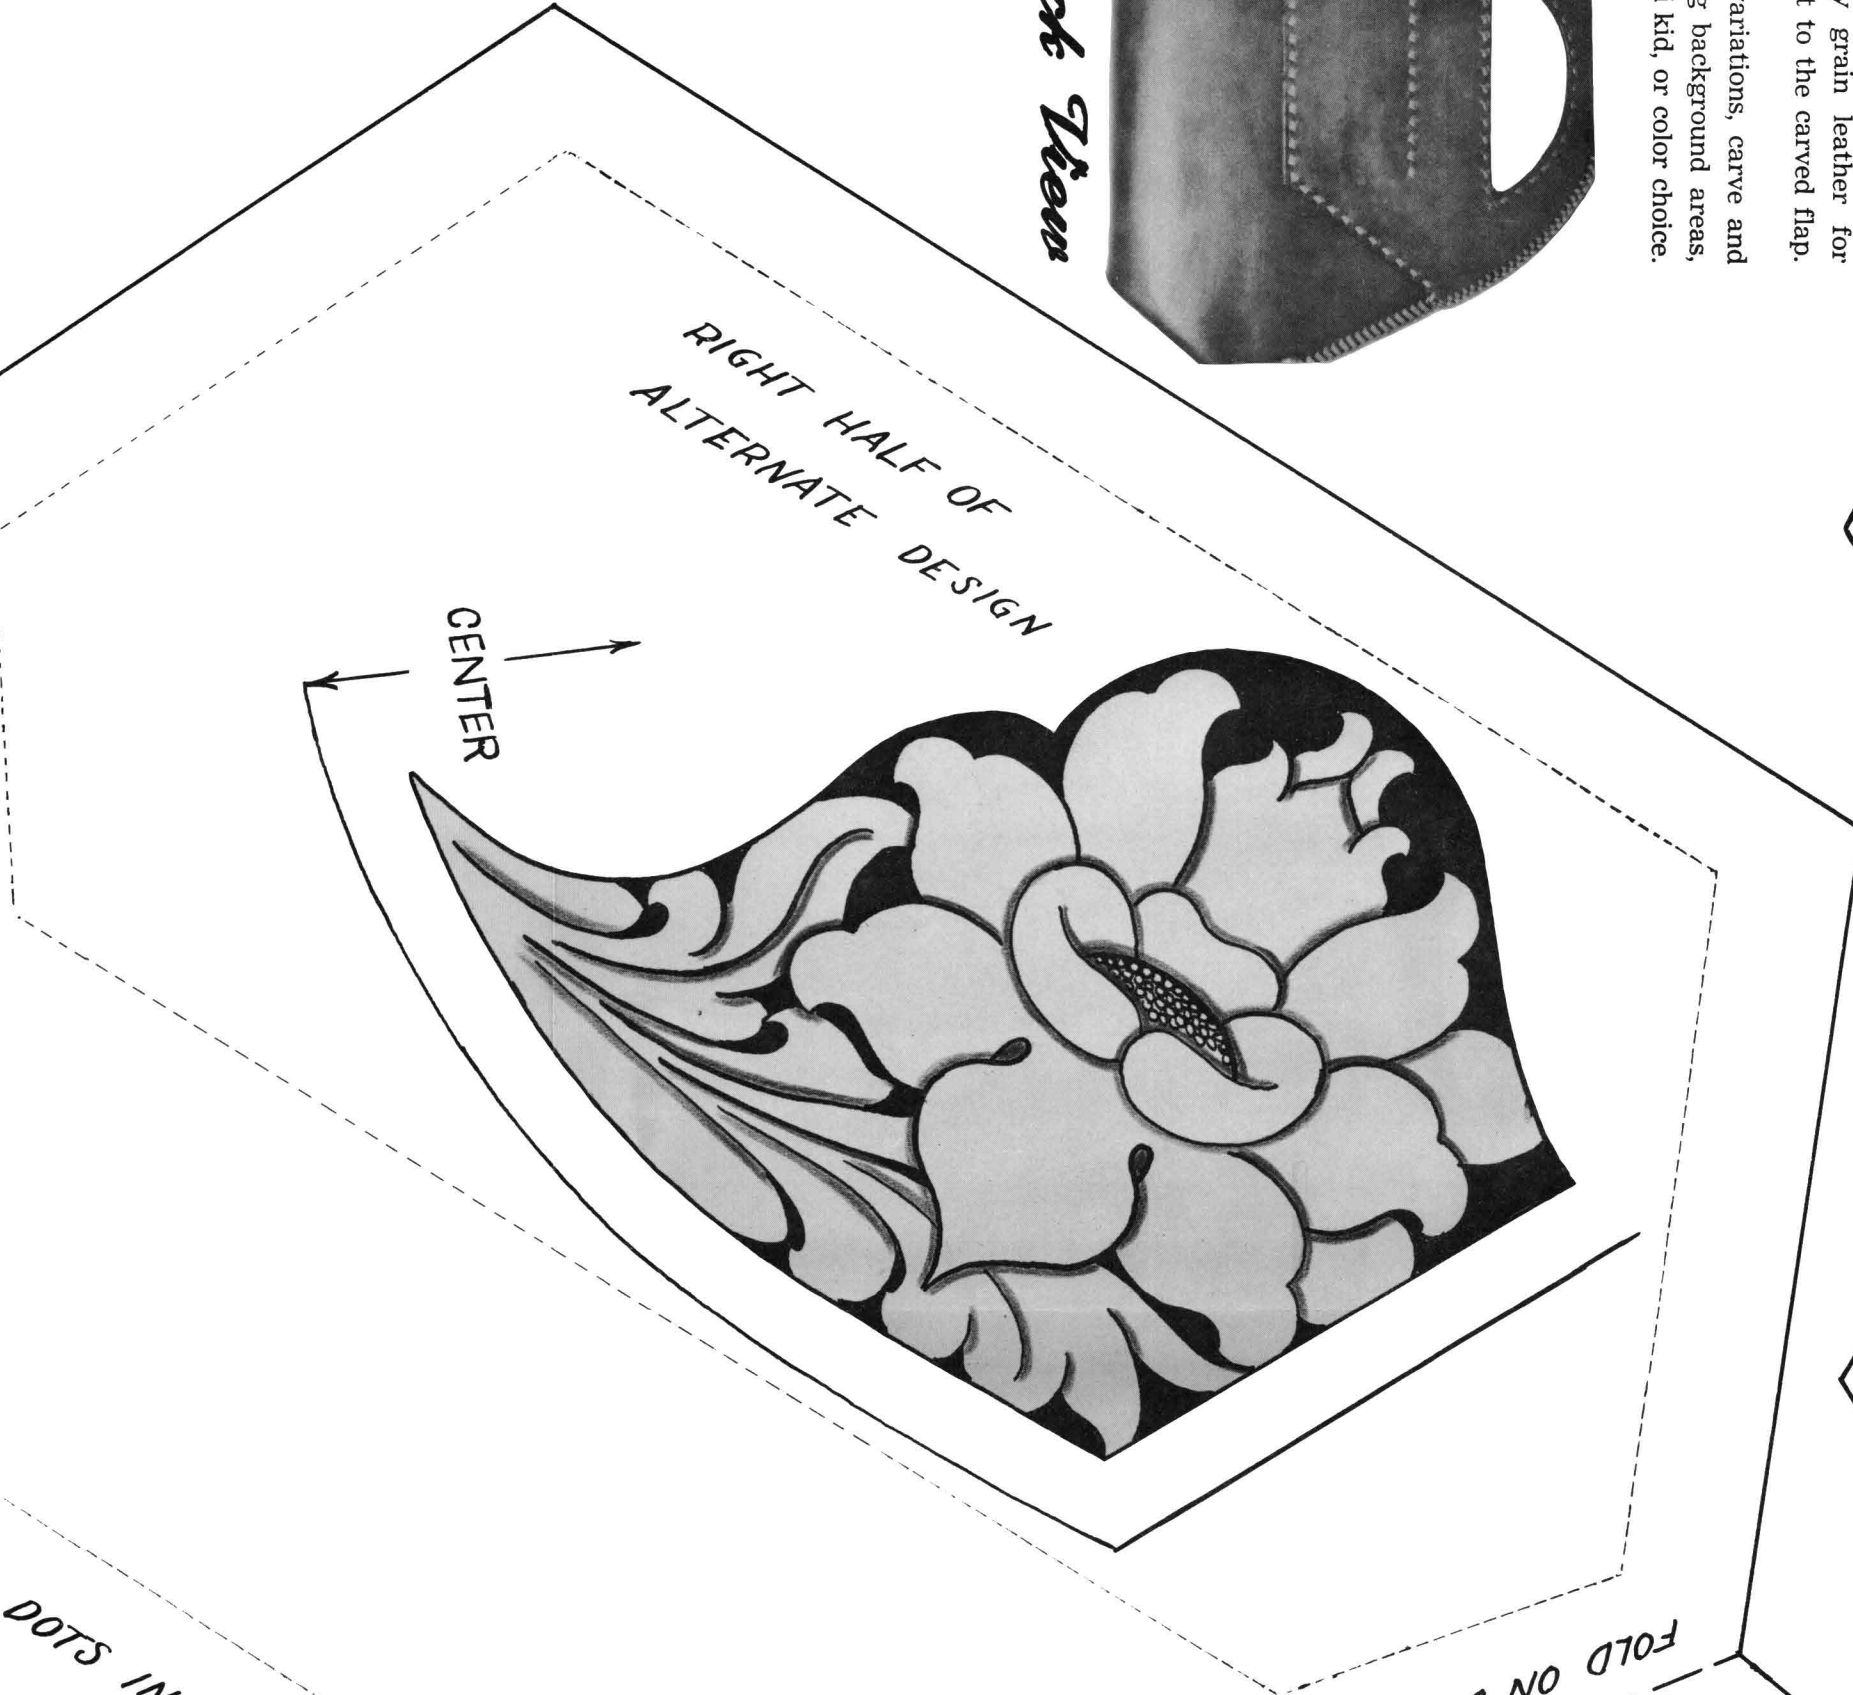 grain leather for
to the carved flap.
carve and
background areas,
kid, or color choice.
View
RIGHT HALF OF
ALTERNATE DESIGN
CENTER
FOLD ON
DOTS IN